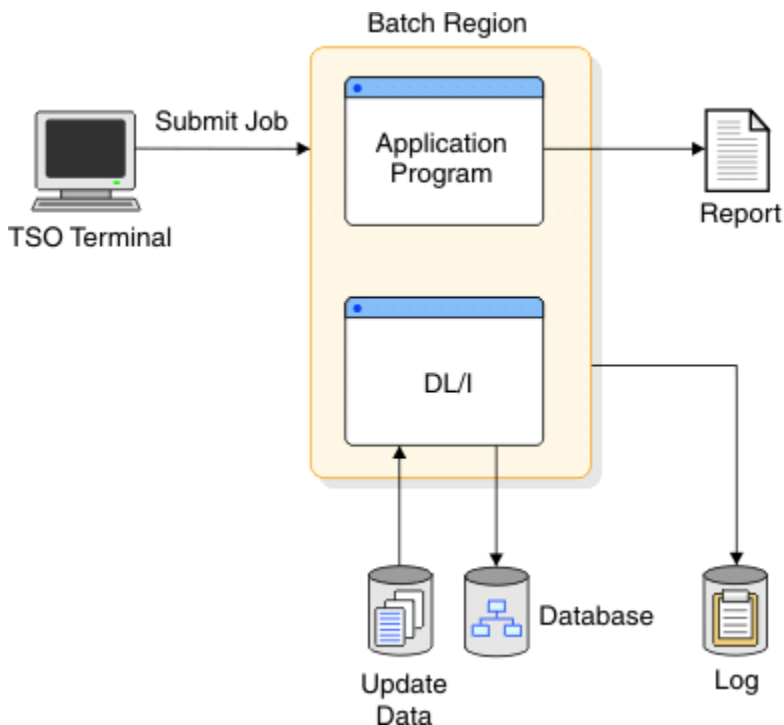 Batch Region
Submit Job
Application
Program
TSO Terminal
Report
DL/I
Database
Update
Data
Log